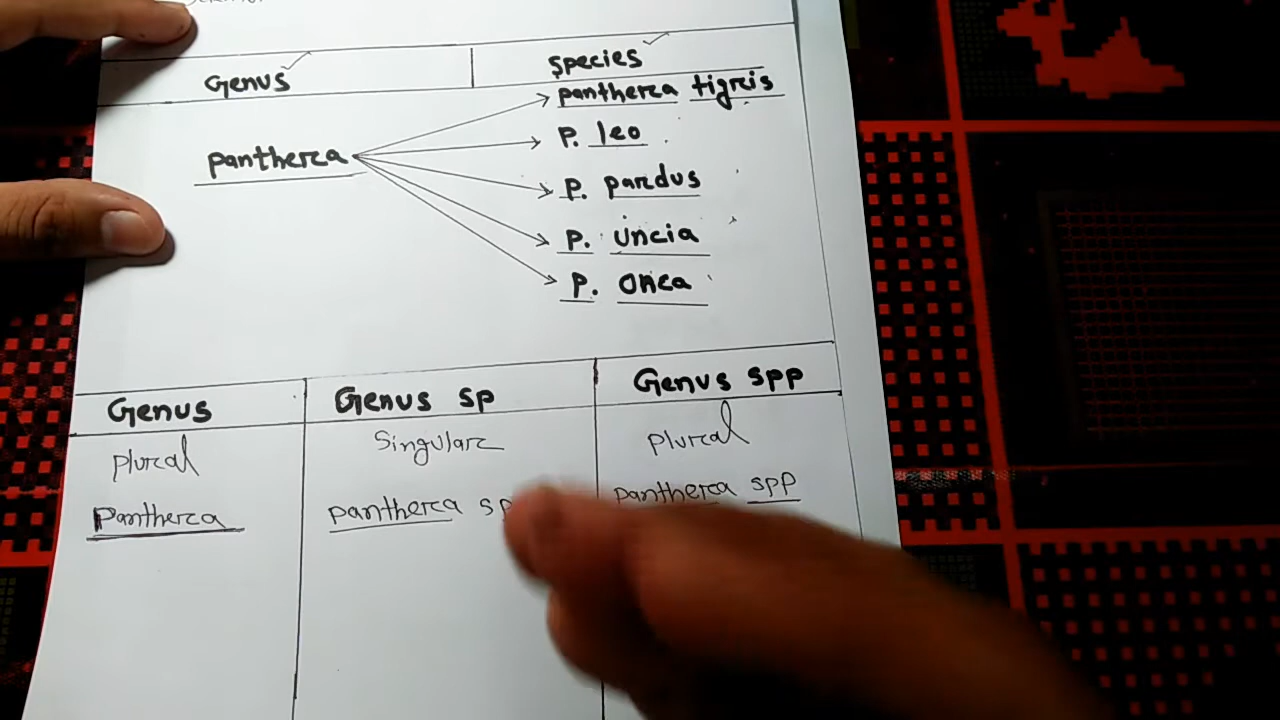 Genus Species
panthera panthera tigris
P. leo
P. pardus
P. uncia
P. onca
Genus Genus sp Genus spp
plural Singular plural
Panthera panthera sp panthera spp